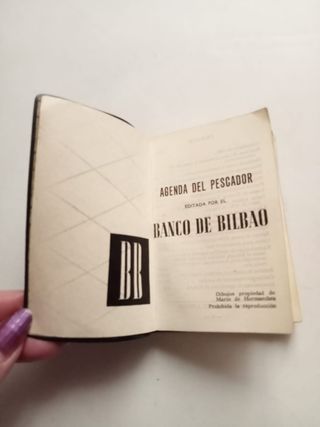 BB
AGENDA DEL PESCADOR
EDITADA POR EL
BANCO DE BILBAO
Dibujos propiedad de
Mario de Hormaechea
Prohibida la reproducción